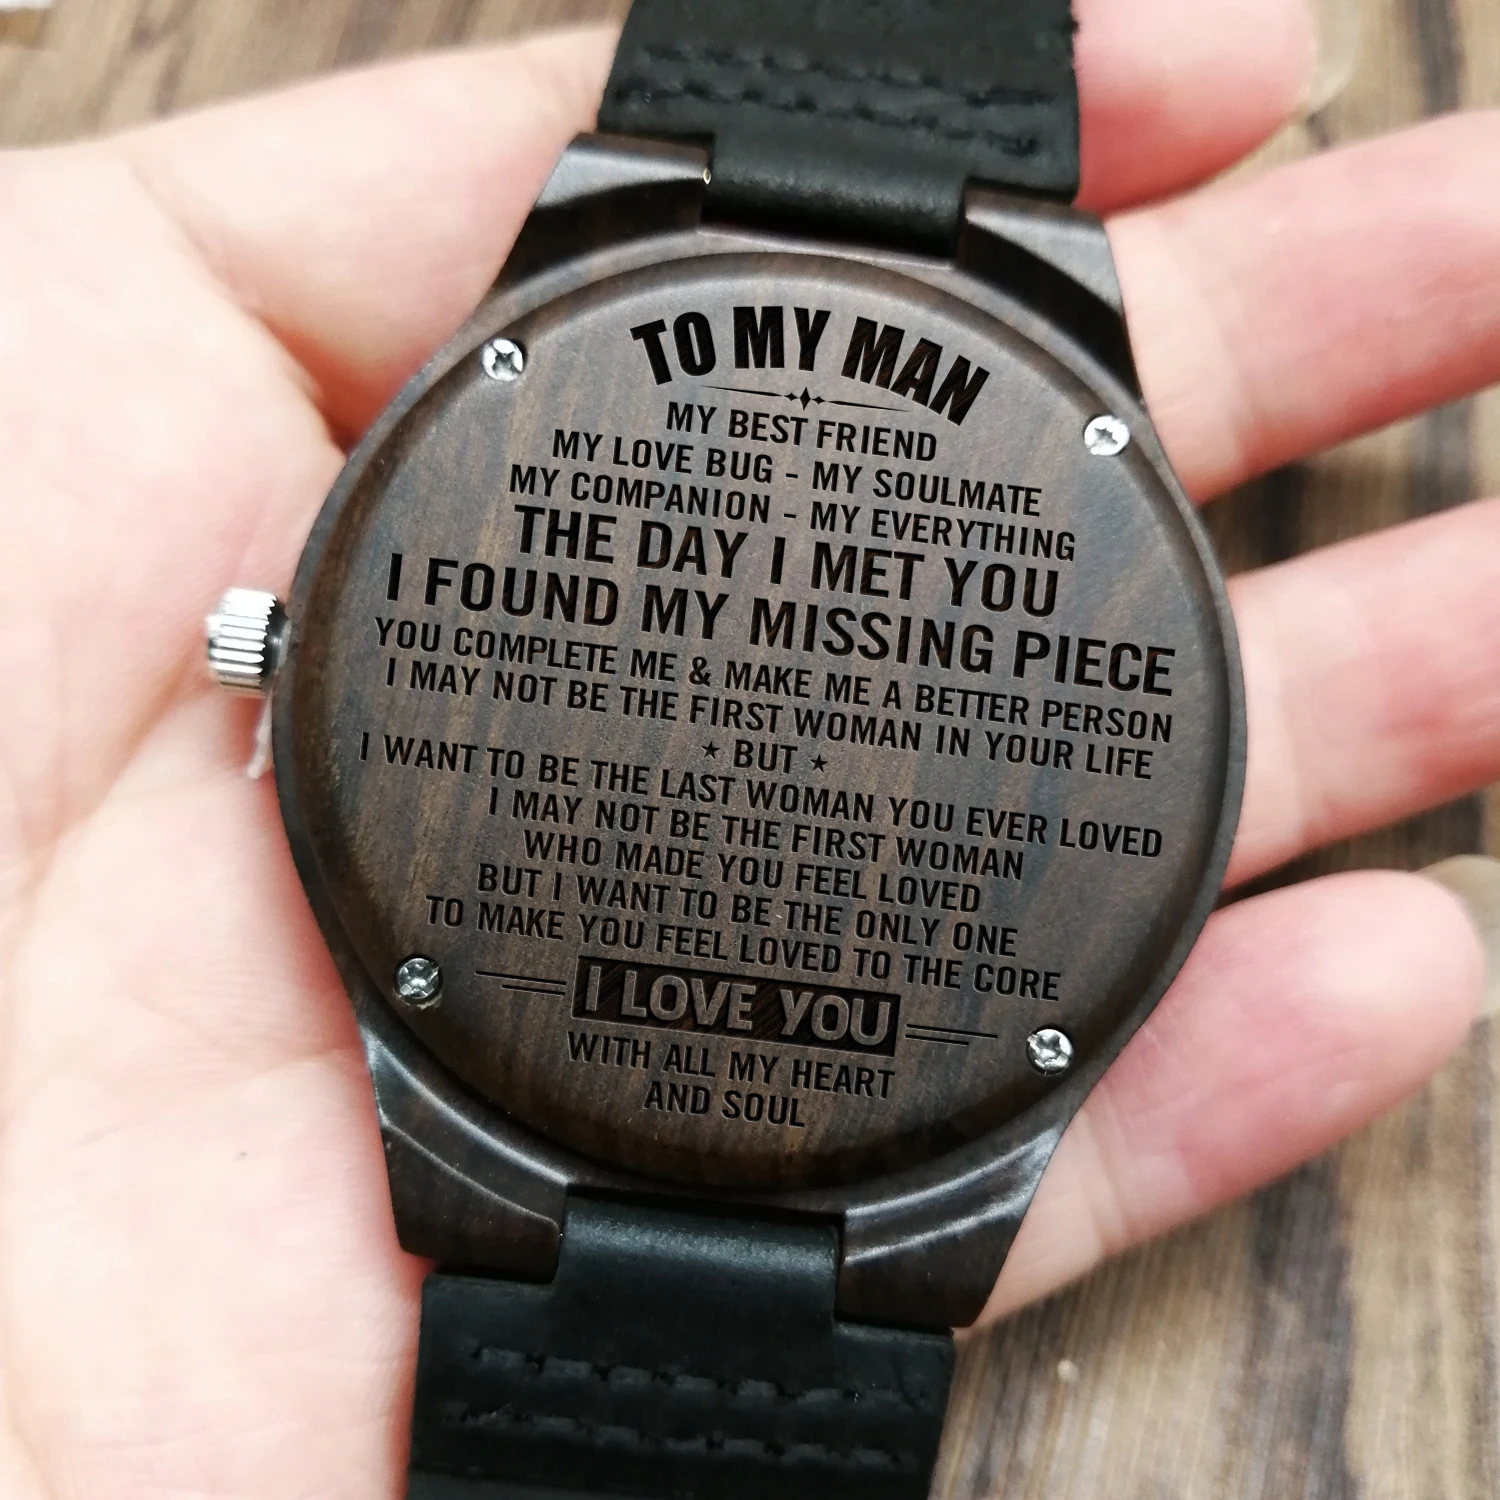 TO MY MAN
MY BEST FRIEND
MY LOVE BUG - MY SOULMATE
MY COMPANION - MY EVERYTHING
THE DAY I MET YOU
I FOUND MY MISSING PIECE
YOU COMPLETE ME & MAKE ME A BETTER PERSON
I MAY NOT BE THE FIRST WOMAN IN YOUR LIFE
★ BUT ★
I WANT TO BE THE LAST WOMAN YOU EVER LOVED
I MAY NOT BE THE FIRST WOMAN
WHO MADE YOU FEEL LOVED
BUT I WANT TO BE THE ONLY ONE
TO MAKE YOU FEEL LOVED TO THE CORE
I LOVE YOU
WITH ALL MY HEART
AND SOUL